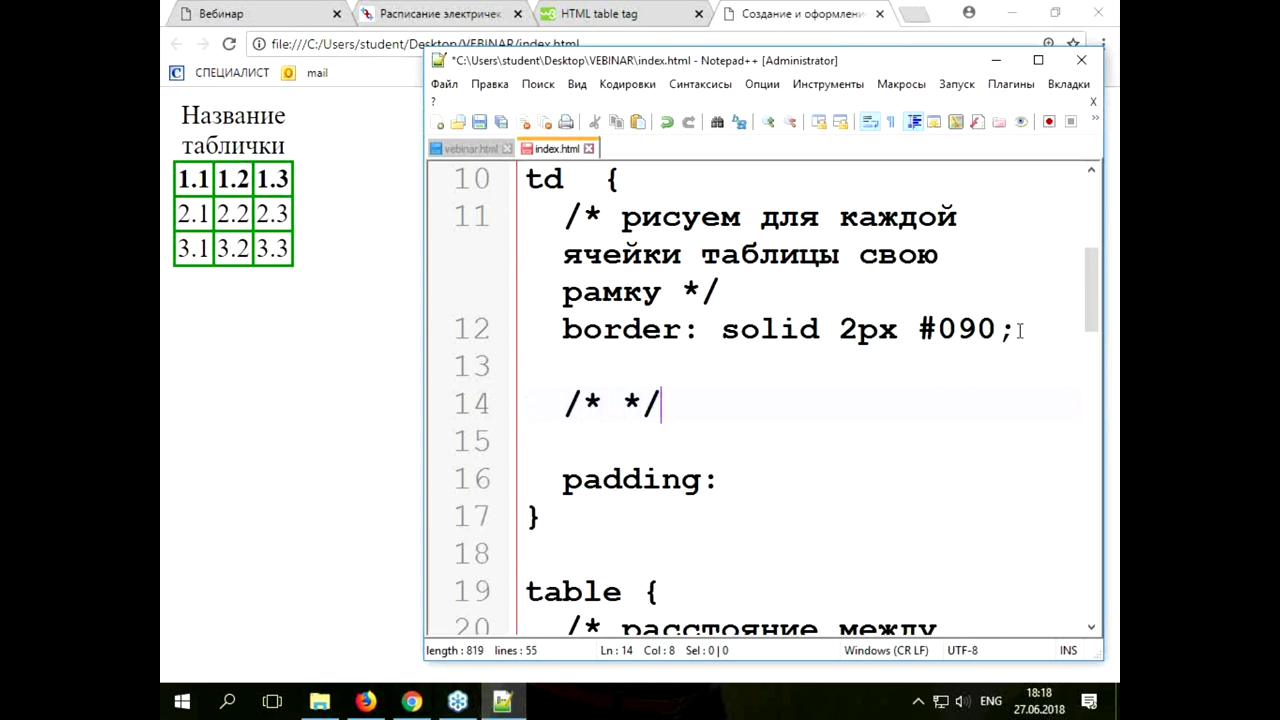 Вебинар
Расписание электричек
HTML table tag
Создание и оформлени
file:///C:/Users/student/Desktop/VEBINAR/index.html
СПЕЦИАЛИСТ
mail
Название
таблички
1.1 1.2 1.3
2.1 2.2 2.3
3.1 3.2 3.3
*C:\Users\student\Desktop\VEBINAR\index.html - Notepad++ [Administrator]
Файл Правка Поиск Вид Кодировки Синтаксисы Опции Инструменты Макросы Запуск Плагины Вкладки
? X
vebinar.html index.html
10 td {
11 /* рисуем для каждой
ячейки таблицы свою
рамку */
12 border: solid 2px #090;
13
14 /* */
15
16 padding:
17 }
18
19 table {
20 /* расстояние между
length : 819 lines : 55 Ln : 14 Col : 8 Sel : 0 | 0 Windows (CR LF) UTF-8 INS
ENG
18:18
27.06.2018